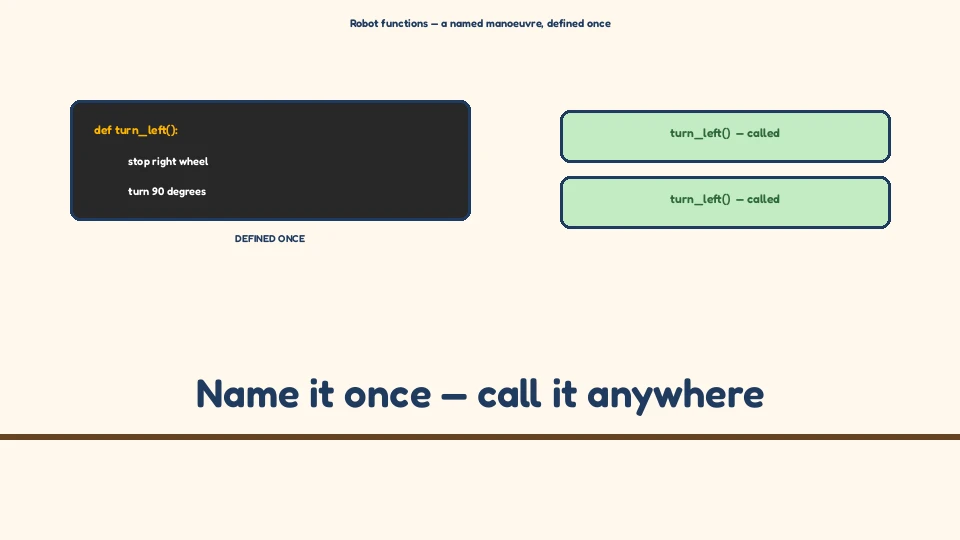 Robot functions — a named manoeuvre, defined once
def turn_left():
stop right wheel
turn 90 degrees
DEFINED ONCE
turn_left() — called
turn_left() — called
Name it once — call it anywhere